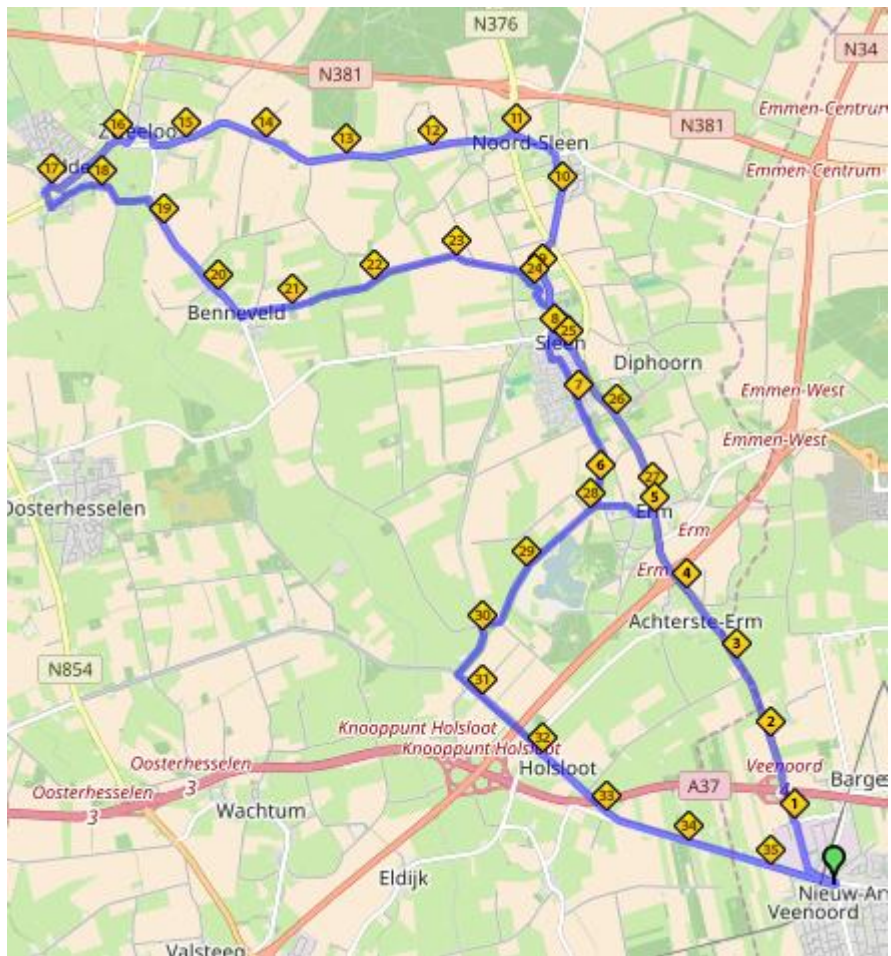 N376
N34
N381
Emmen-Centrum
N381
16
15
14
13
12
11
Noord-Sleen
17
18
10
Emmen-Centrum
19
9
24
23
22
20
21
Benneveld
8
25
Sleen
Diphoorn
7
26
Emmen-West
Emmen-West
6
27
28
5
Oosterhesselen
Erm
Erm
29
4
Erm
30
Achterste-Erm
3
N854
31
2
Knooppunt Holsloot
32
Knooppunt Holsloot
Oosterhesselen
3
Holsloot
Veenoord
4
A37
Oosterhesselen
3
33
1
Wachtum
34
35
Eldijk
Veenoord
Valsteeg